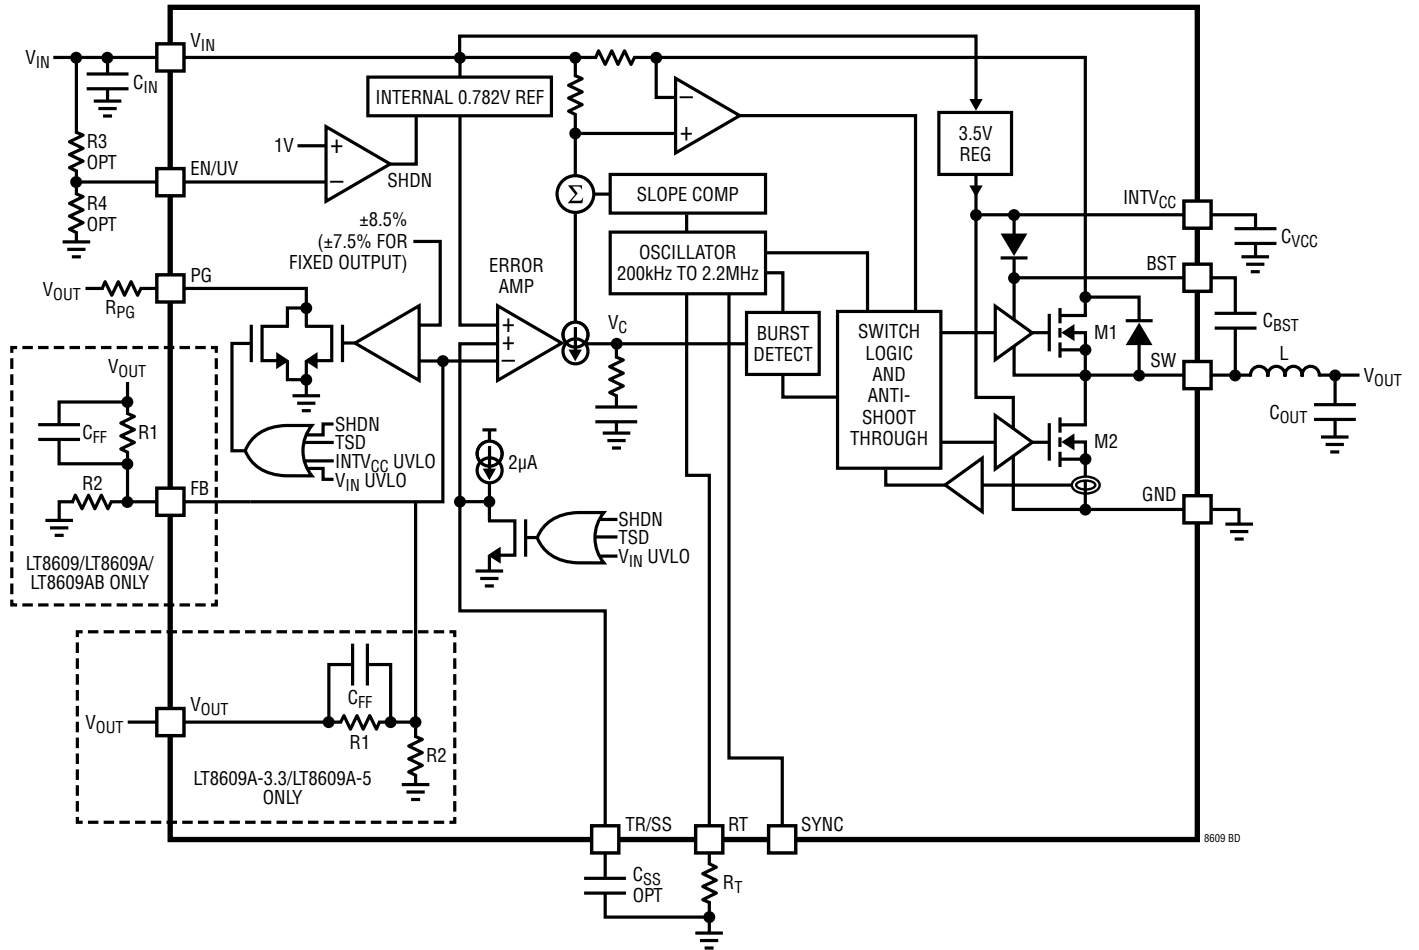 VIN
VIN
CIN
INTERNAL 0.782V REF
3.5V
REG
R3
OPT
1V
+
−
SHDN
−
+
EN/UV
R4
OPT
Σ
SLOPE COMP
INTVCC
CVCC
±8.5%
(±7.5% FOR
FIXED OUTPUT)
OSCILLATOR
200kHz TO 2.2MHz
BST
PG
VOUT
RPG
ERROR
AMP
+
+
−
VC
BURST
DETECT
SWITCH
LOGIC
AND
ANTI-
SHOOT
THROUGH
M1
CBST
SW
L
VOUT
COUT
VOUT
CFF
R1
R2
FB
LT8609/LT8609A/
LT8609AB ONLY
SHDN
TSD
INTVCC UVLO
VIN UVLO
2µA
M2
GND
SHDN
TSD
VIN UVLO
VOUT
VOUT
CFF
R1
R2
LT8609A-3.3/LT8609A-5
ONLY
TR/SS
RT
SYNC
8609 BD
CSS
OPT
RT